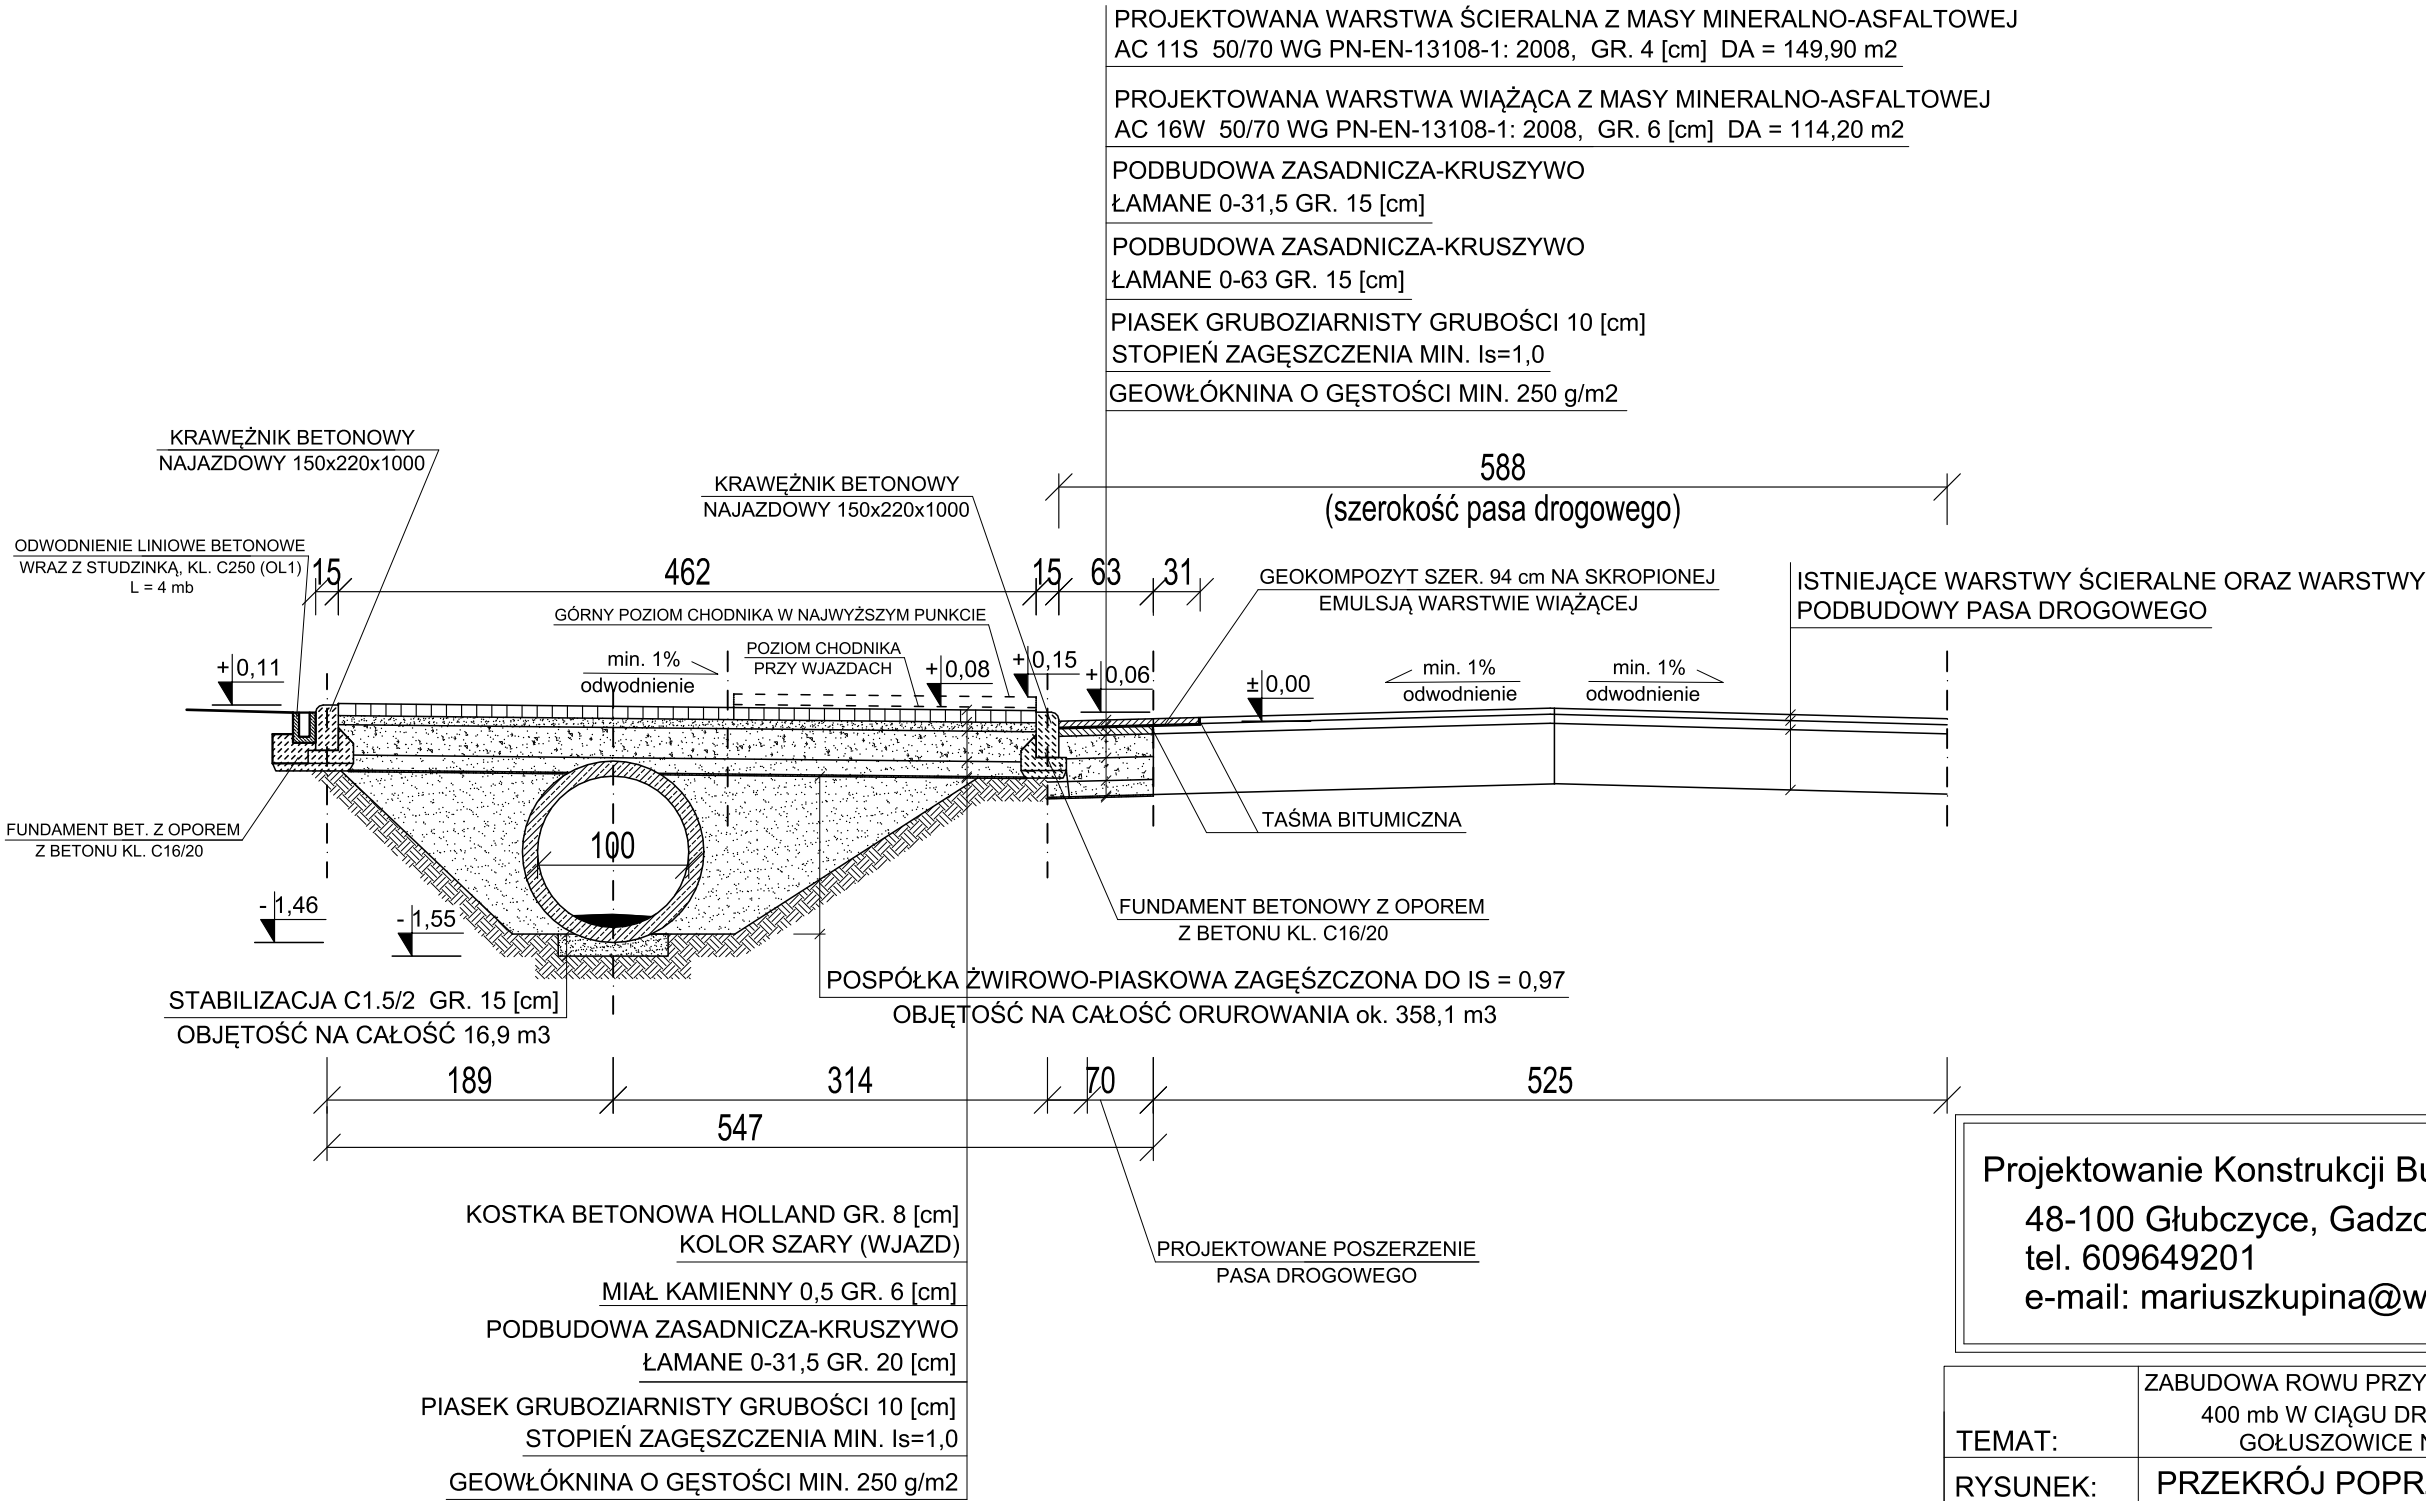 PROJEKTOWANA WARSTWA ŚCIERALNA Z MASY MINERALNO-ASFALTOWEJ
AC 11S 50/70 WG PN-EN-13108-1: 2008, GR. 4 [cm] DA = 149,90 m2
PROJEKTOWANA WARSTWA WIĄŻĄCA Z MASY MINERALNO-ASFALTOWEJ
AC 16W 50/70 WG PN-EN-13108-1: 2008, GR. 6 [cm] DA = 114,20 m2
PODBUDOWA ZASADNICZA-KRUSZYWO
ŁAMANE 0-31,5 GR. 15 [cm]
PODBUDOWA ZASADNICZA-KRUSZYWO
ŁAMANE 0-63 GR. 15 [cm]
PIASEK GRUBOZIARNISTY GRUBOŚCI 10 [cm]
STOPIEŃ ZAGĘSZCZENIA MIN. Is=1,0
GEOWŁÓKNINA O GĘSTOŚCI MIN. 250 g/m2
KRAWĘŻNIK BETONOWY
NAJAZDOWY 150x220x1000
KRAWĘŻNIK BETONOWY
NAJAZDOWY 150x220x1000
588
(szerokość pasa drogowego)
ODWODNIENIE LINIOWE BETONOWE
WRAZ Z STUDZINKĄ, KL. C250 (OL1)
L = 4 mb
15
462
15
63
31
GEOKOMPOZYT SZER. 94 cm NA SKROPIONEJ
EMULSJĄ WARSTWIE WIĄŻĄCEJ
ISTNIEJĄCE WARSTWY ŚCIERALNE ORAZ WARSTWY
PODBUDOWY PASA DROGOWEGO
GÓRNY POZIOM CHODNIKA W NAJWYŻSZYM PUNKCIE
POZIOM CHODNIKA
PRZY WJAZDACH
+0,11
min. 1%
odwodnienie
+0,08
+0,15
+0,06
±0,00
min. 1%
odwodnienie
min. 1%
odwodnienie
TAŚMA BITUMICZNA
FUNDAMENT BET. Z OPOREM
Z BETONU KL. C16/20
100
-1,46
-1,55
FUNDAMENT BETONOWY Z OPOREM
Z BETONU KL. C16/20
POSPÓŁKA ŻWIROWO-PIASKOWA ZAGĘŚZCZONA DO IS = 0,97
OBJĘTOŚĆ NA CAŁOŚĆ ORUROWANIA ok. 358,1 m3
STABILIZACJA C1.5/2 GR. 15 [cm]
OBJĘTOŚĆ NA CAŁOŚĆ 16,9 m3
189
314
70
525
547
KOSTKA BETONOWA HOLLAND GR. 8 [cm]
KOLOR SZARY (WJAZD)
MIAŁ KAMIENNY 0,5 GR. 6 [cm]
PODBUDOWA ZASADNICZA-KRUSZYWO
ŁAMANE 0-31,5 GR. 20 [cm]
PIASEK GRUBOZIARNISTY GRUBOŚCI 10 [cm]
STOPIEŃ ZAGĘSZCZENIA MIN. Is=1,0
GEOWŁÓKNINA O GĘSTOŚCI MIN. 250 g/m2
PROJEKTOWANE POSZERZENIE
PASA DROGOWEGO
Projektowanie Konstrukcji
48-100 Głubczyce,
tel. 609649201
e-mail: mariuszkupina@w
TEMAT:
ZABUDOWA ROWU PRZY
400 mb W CIĄGU
GOŁUSZOWICE
RYSUNEK:
PRZEKRÓJ